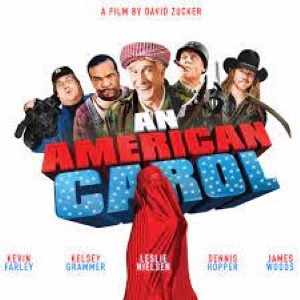 A FILM BY DAVID ZUCKER
AN
AMERICAN
CAROL
KEVIN FARLEY
KELSEY GRAMMER
LESLIE NIELSEN
DENNIS HOPPER
JAMES WOODS